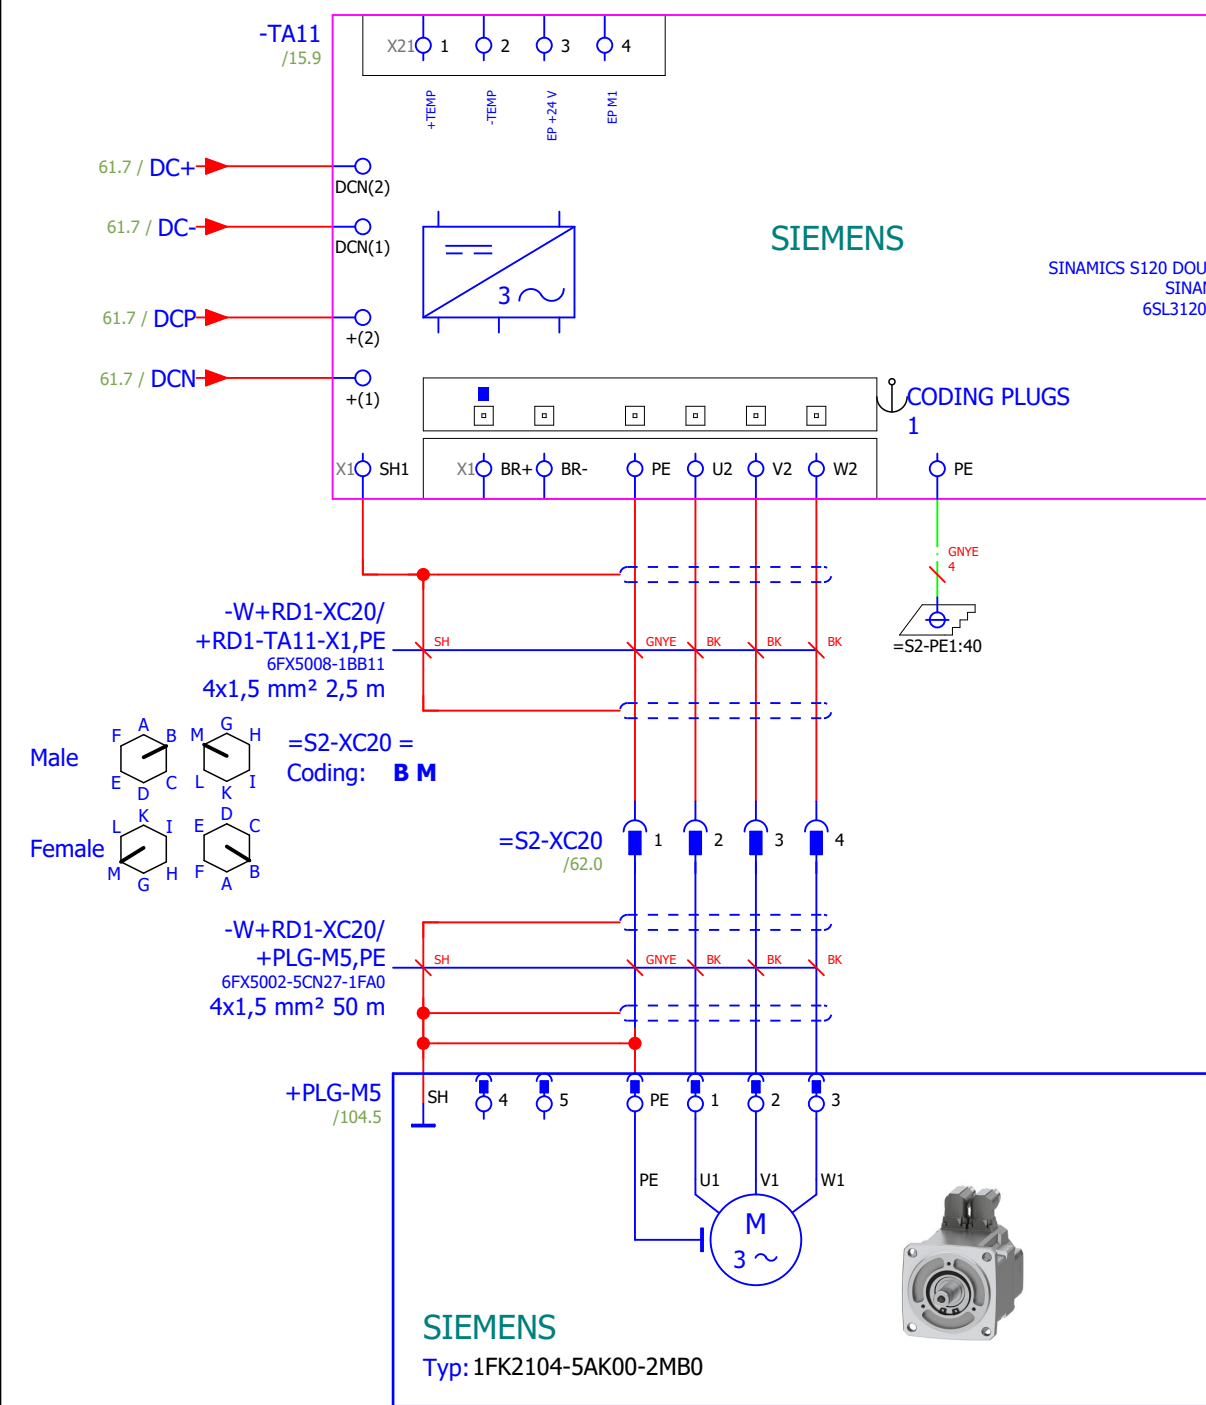 -TA11
/15.9
X21 1 2 3 4
+TEMP
-TEMP
EP +24 V
EP M1
61.7 / DC+
DCN(2)
61.7 / DC-
DCN(1)
3
SIEMENS
SINAMICS S120 DOU
SINA
6SL3120
61.7 / DCP
+(2)
61.7 / DCN
+(1)
CODING PLUGS
1
X1 SH1 X1 BR+ BR- PE U2 V2 W2 PE
GNYE
4
=S2-PE1:40
-W+RD1-XC20/
+RD1-TA11-X1,PE
6FX5008-1BB11
4x1,5 mm² 2,5 m
SH GNYE BK BK BK
Male
F A B E D C
M G H L K I
=S2-XC20 =
Coding: B M
Female
L K I M G H
E D C F A B
=S2-XC20
/62.0
1 2 3 4
-W+RD1-XC20/
+PLG-M5,PE
6FX5002-5CN27-1FA0
4x1,5 mm² 50 m
SH GNYE BK BK BK
+PLG-M5
/104.5
SH 4 5 PE 1 2 3
PE U1 V1 W1
M
3 ~
SIEMENS
Typ: 1FK2104-5AK00-2MB0